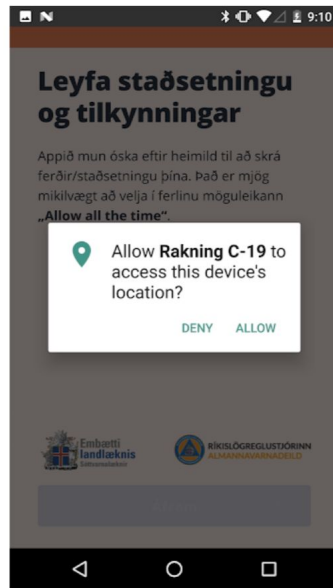 9:10
Leyfa staðsetningu
og tilkynningar
Appið mun óska eftir heimild til að skrá
ferðir/staðsetningu þína. Það er mjög
mikilvægt að velja í ferlinu möguleikann
„Allow all the time“.
Allow Rakning C-19 to
access this device's
location?
DENY ALLOW
Embætti
landlæknis
Sóttvarnalæknir
RÍKISLÖGREGLUSTJÓRINN
ALMANNAVARNADEILD